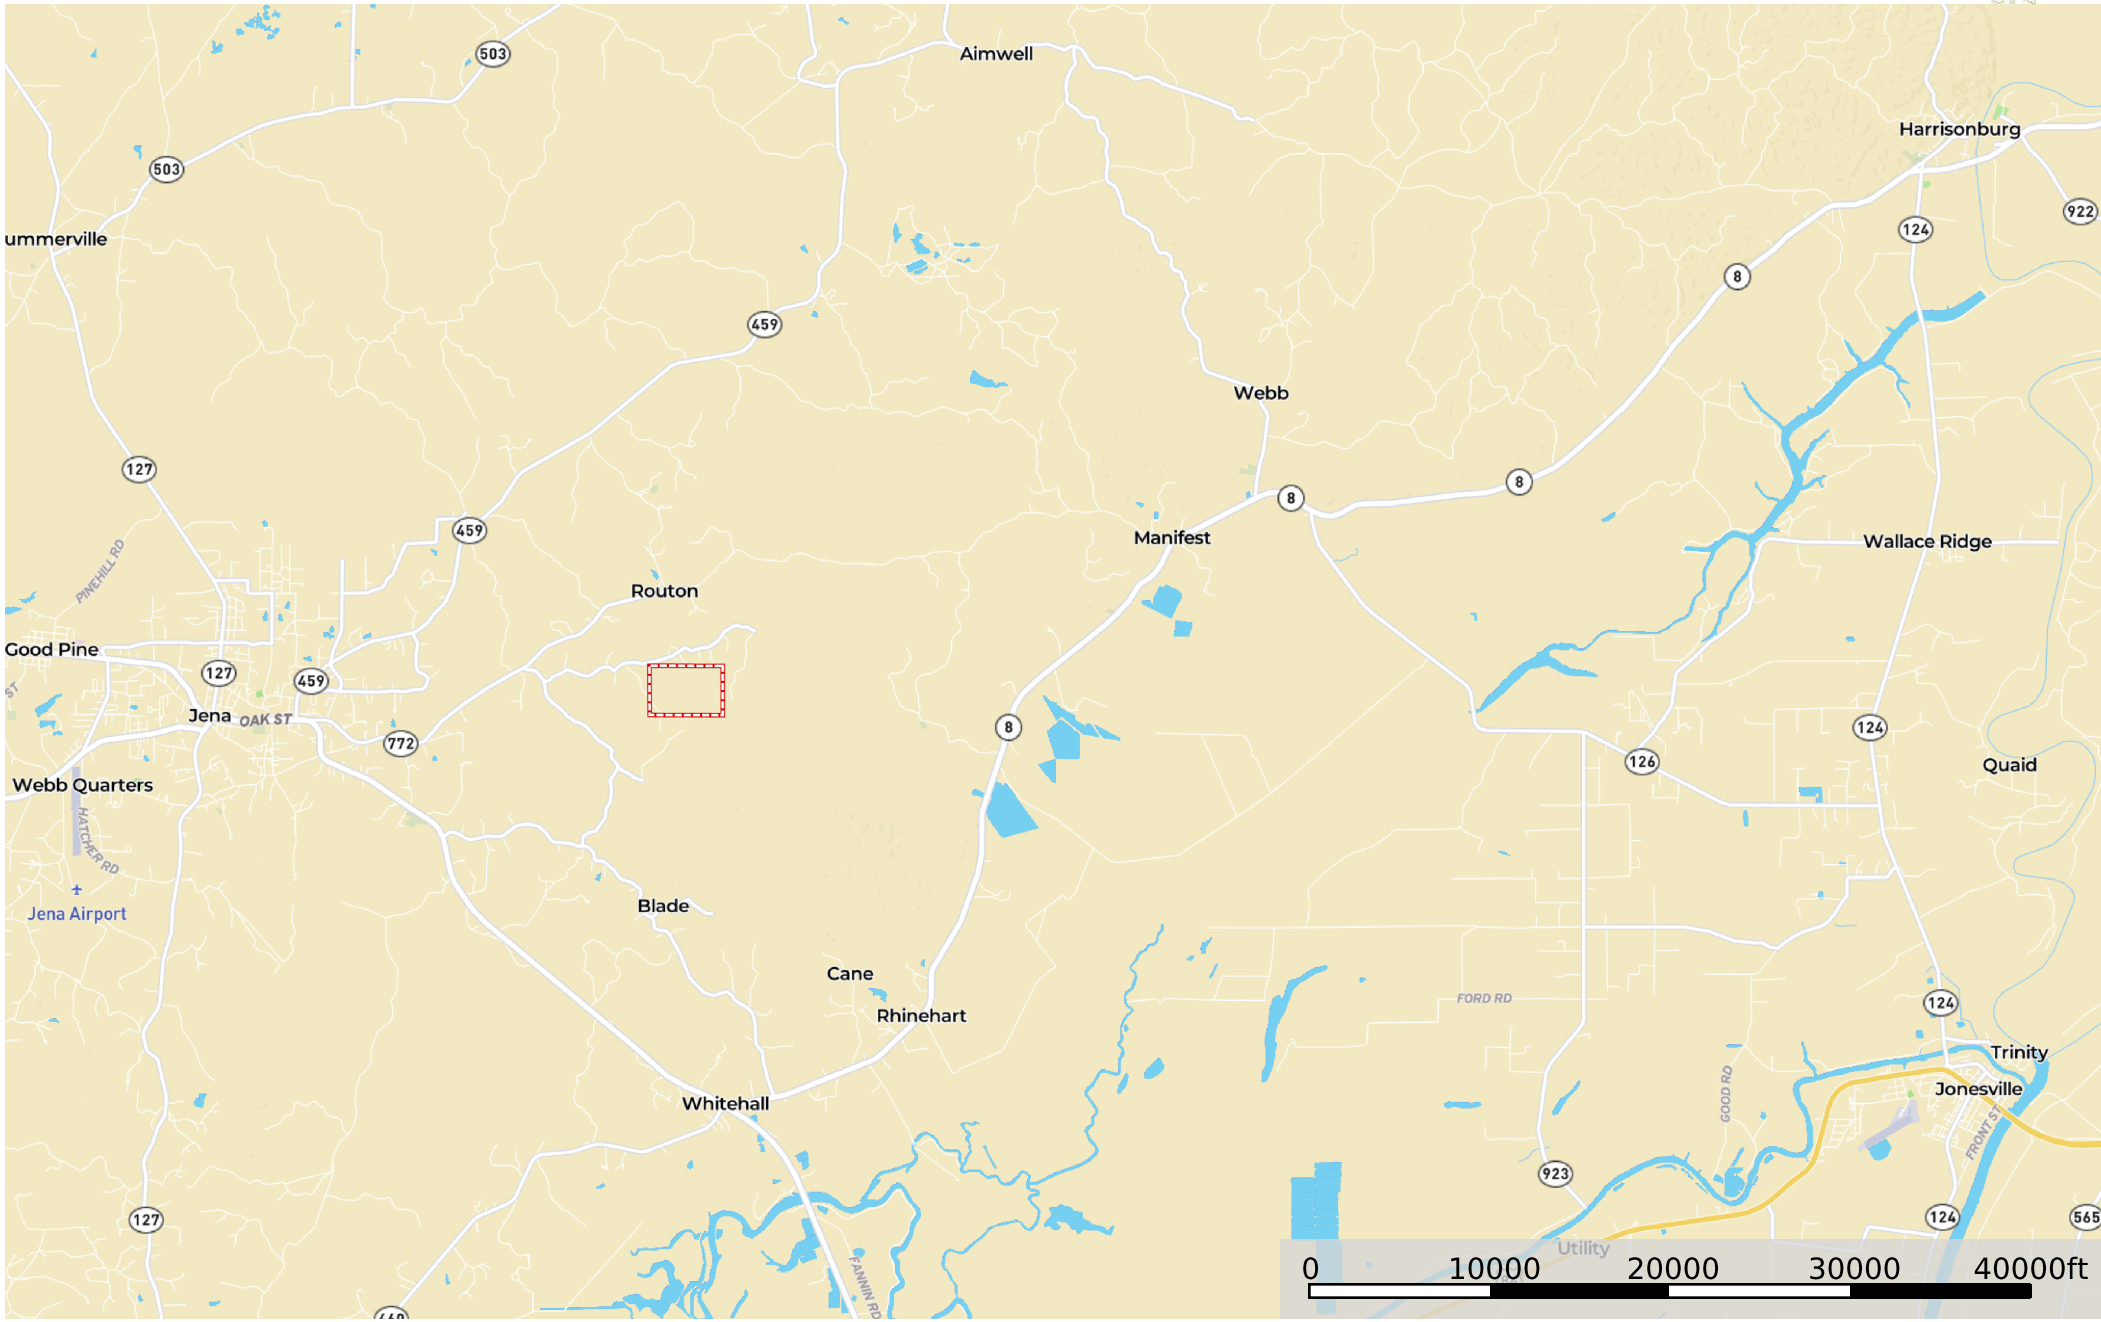 503
Aimwell
Harrisonburg
503
922
124
ummerville
8
459
Webb
127
8
8
459
Manifest
Wallace Ridge
PINEHILL RD
Routon
Good Pine
127
459
ST
Jena
OAK ST
8
124
772
126
Quaid
Webb Quarters
HATCHER RD
Jena Airport
Blade
Cane
FORD RD
124
Rhinehart
Trinity
GOOD RD
Jonesville
Whitehall
FRONT ST
923
127
124
565
Utility
FANNIN RD
0 10000 20000 30000 40000ft